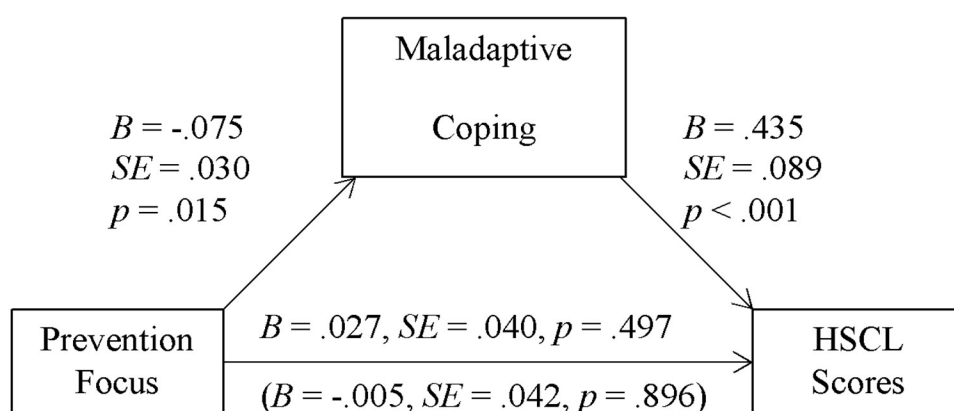 Maladaptive
Coping
B = -.075
SE = .030
p = .015
B = .435
SE = .089
p < .001
Prevention
Focus
B = .027, SE = .040, p = .497
(B = -.005, SE = .042, p = .896)
HSCL
Scores